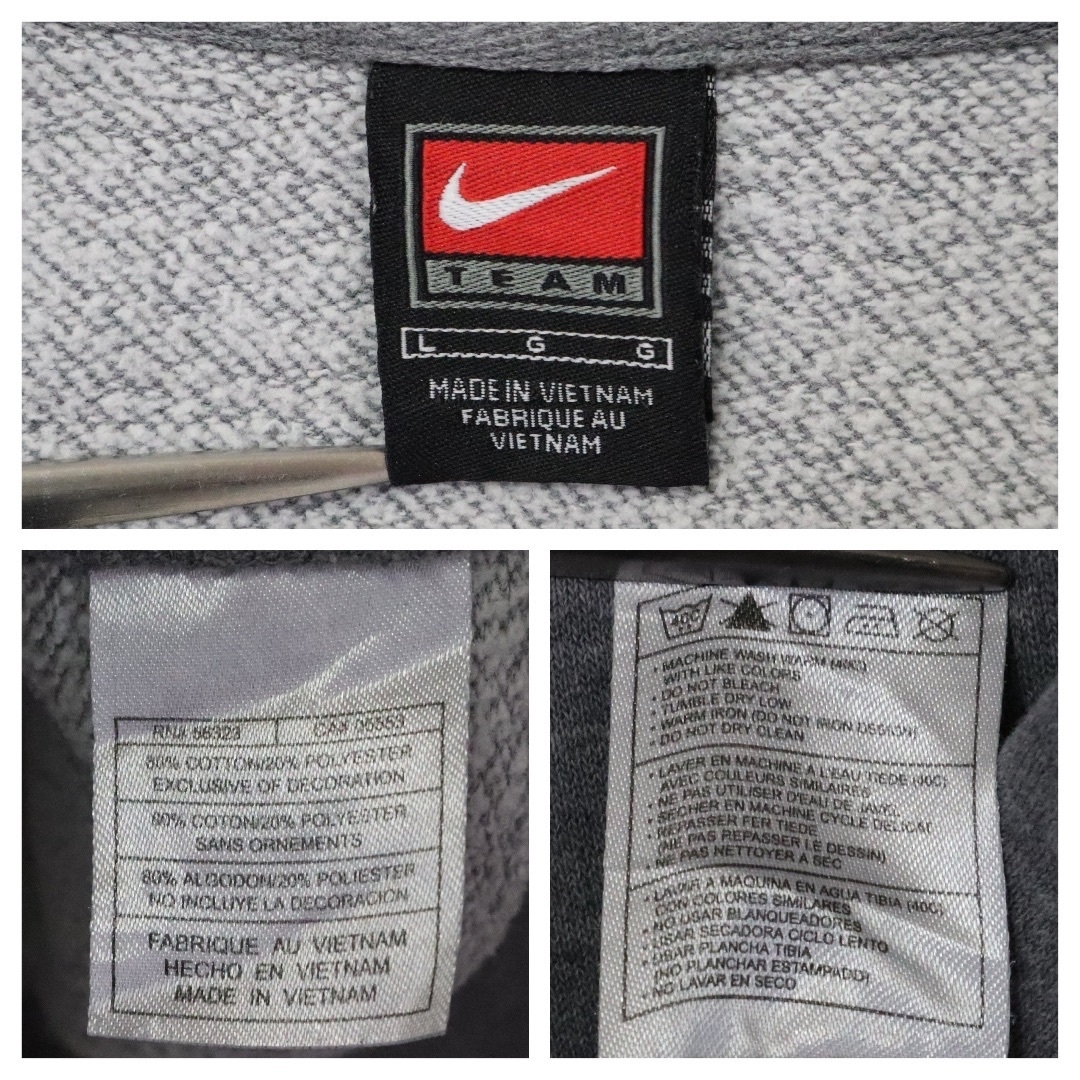 TEAM
L G G
MADE IN VIETNAM
FABRIQUE AU
VIETNAM
RN# 56323 CA# 05553
80% COTTON/20% POLYESTER
EXCLUSIVE OF DECORATION
80% COTON/20% POLYESTER
SANS ORNEMENTS
80% ALGODON/20% POLIESTER
NO INCLUYE LA DECORACION
FABRIQUE AU VIETNAM
HECHO EN VIETNAM
MADE IN VIETNAM
40C
• MACHINE WASH WARM (40C)
WITH LIKE COLORS
• DO NOT BLEACH
• TUMBLE DRY LOW
• WARM IRON (DO NOT IRON DESIGN)
• DO NOT DRY CLEAN
• LAVER EN MACHINE A L'EAU TIEDE (40C)
AVEC COULEURS SIMILAIRES
• NE PAS UTILISER D'EAU DE JAVEL
• SECHER EN MACHINE CYCLE DELICAT
• REPASSER FER TIEDE
(NE PAS REPASSER LE DESSIN)
• NE PAS NETTOYER A SEC
• LAVAR A MAQUINA EN AGUA TIBIA (40C)
CON COLORES SIMILARES
• NO USAR BLANQUEADORES
• USAR SECADORA CICLO LENTO
• USAR PLANCHA TIBIA
(NO PLANCHAR ESTAMPADO)
• NO LAVAR EN SECO